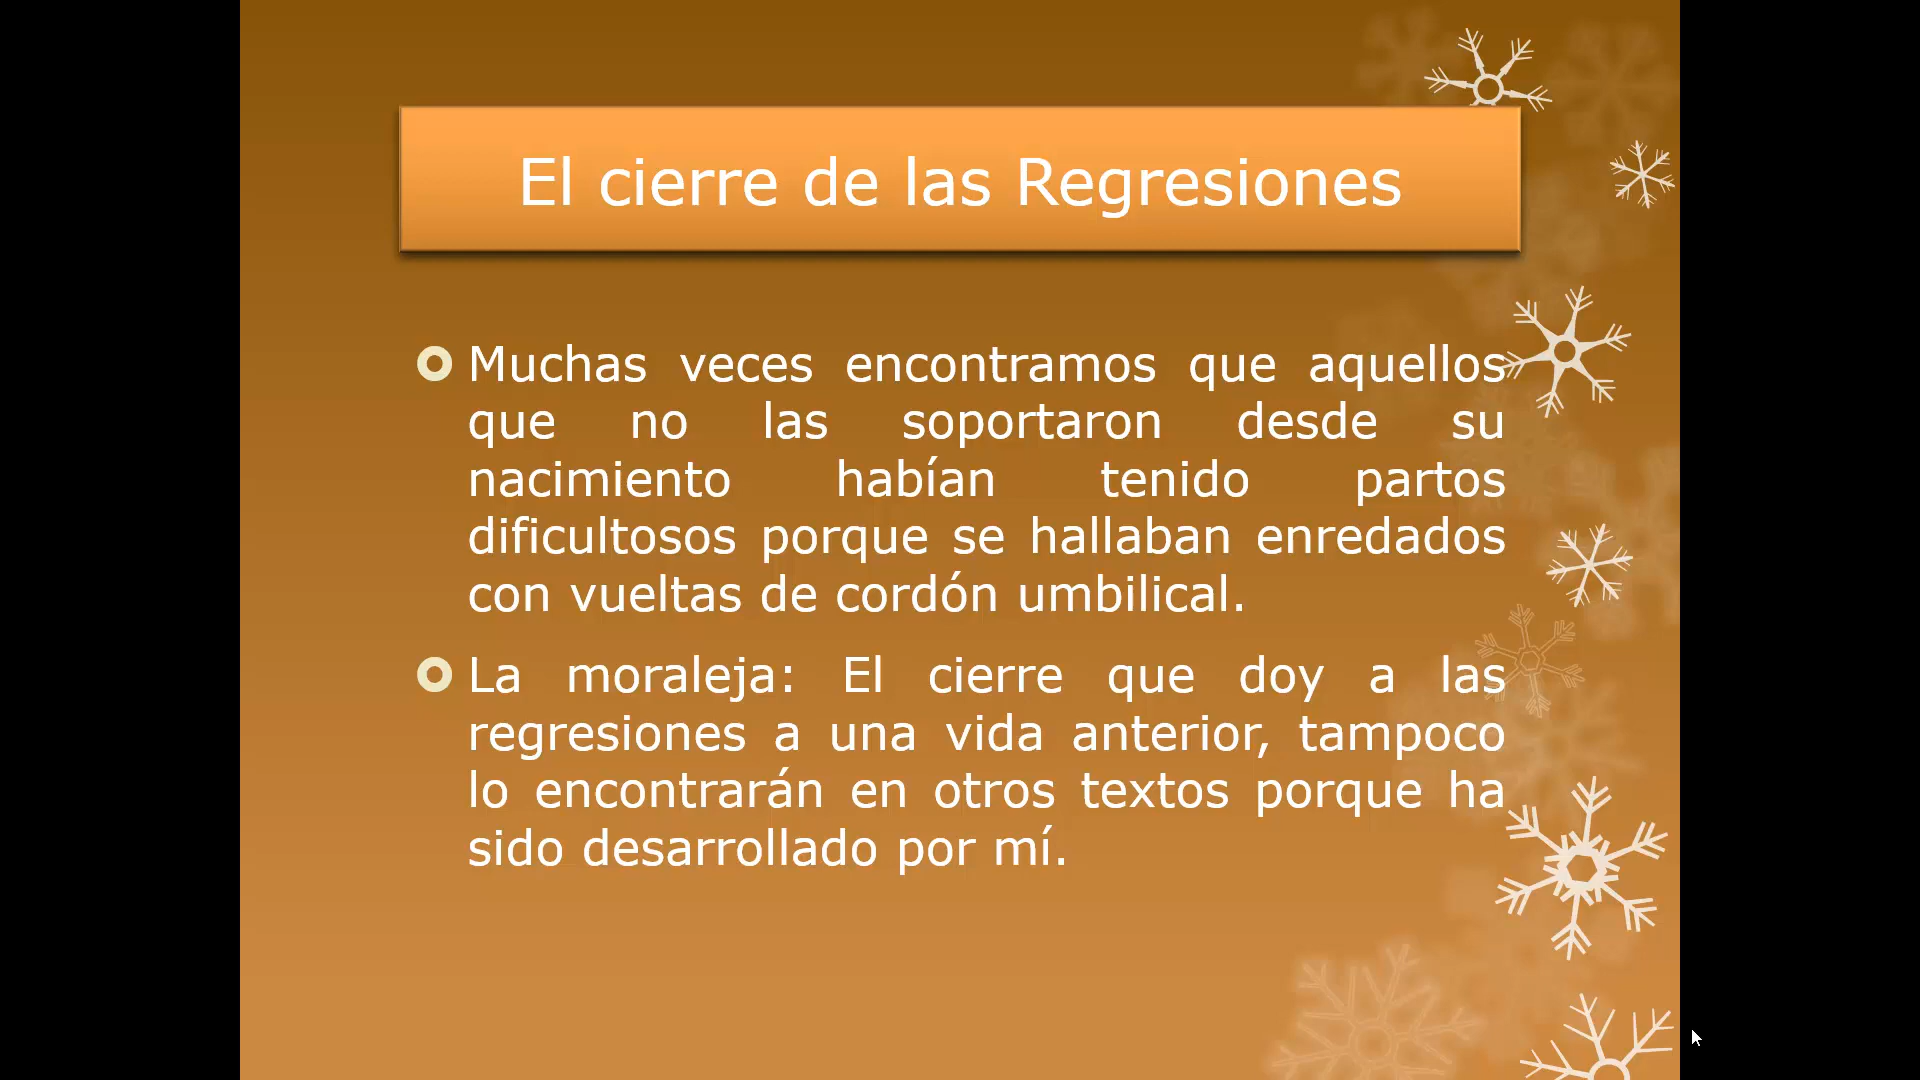 El cierre de las Regresiones
Muchas veces encontramos que aquellos
que no las soportaron desde su
nacimiento habían tenido partos
dificultosos porque se hallaban enredados
con vueltas de cordón umbilical.
La moraleja: El cierre que doy a las
regresiones a una vida anterior, tampoco
lo encontrarán en otros textos porque ha
sido desarrollado por mí.